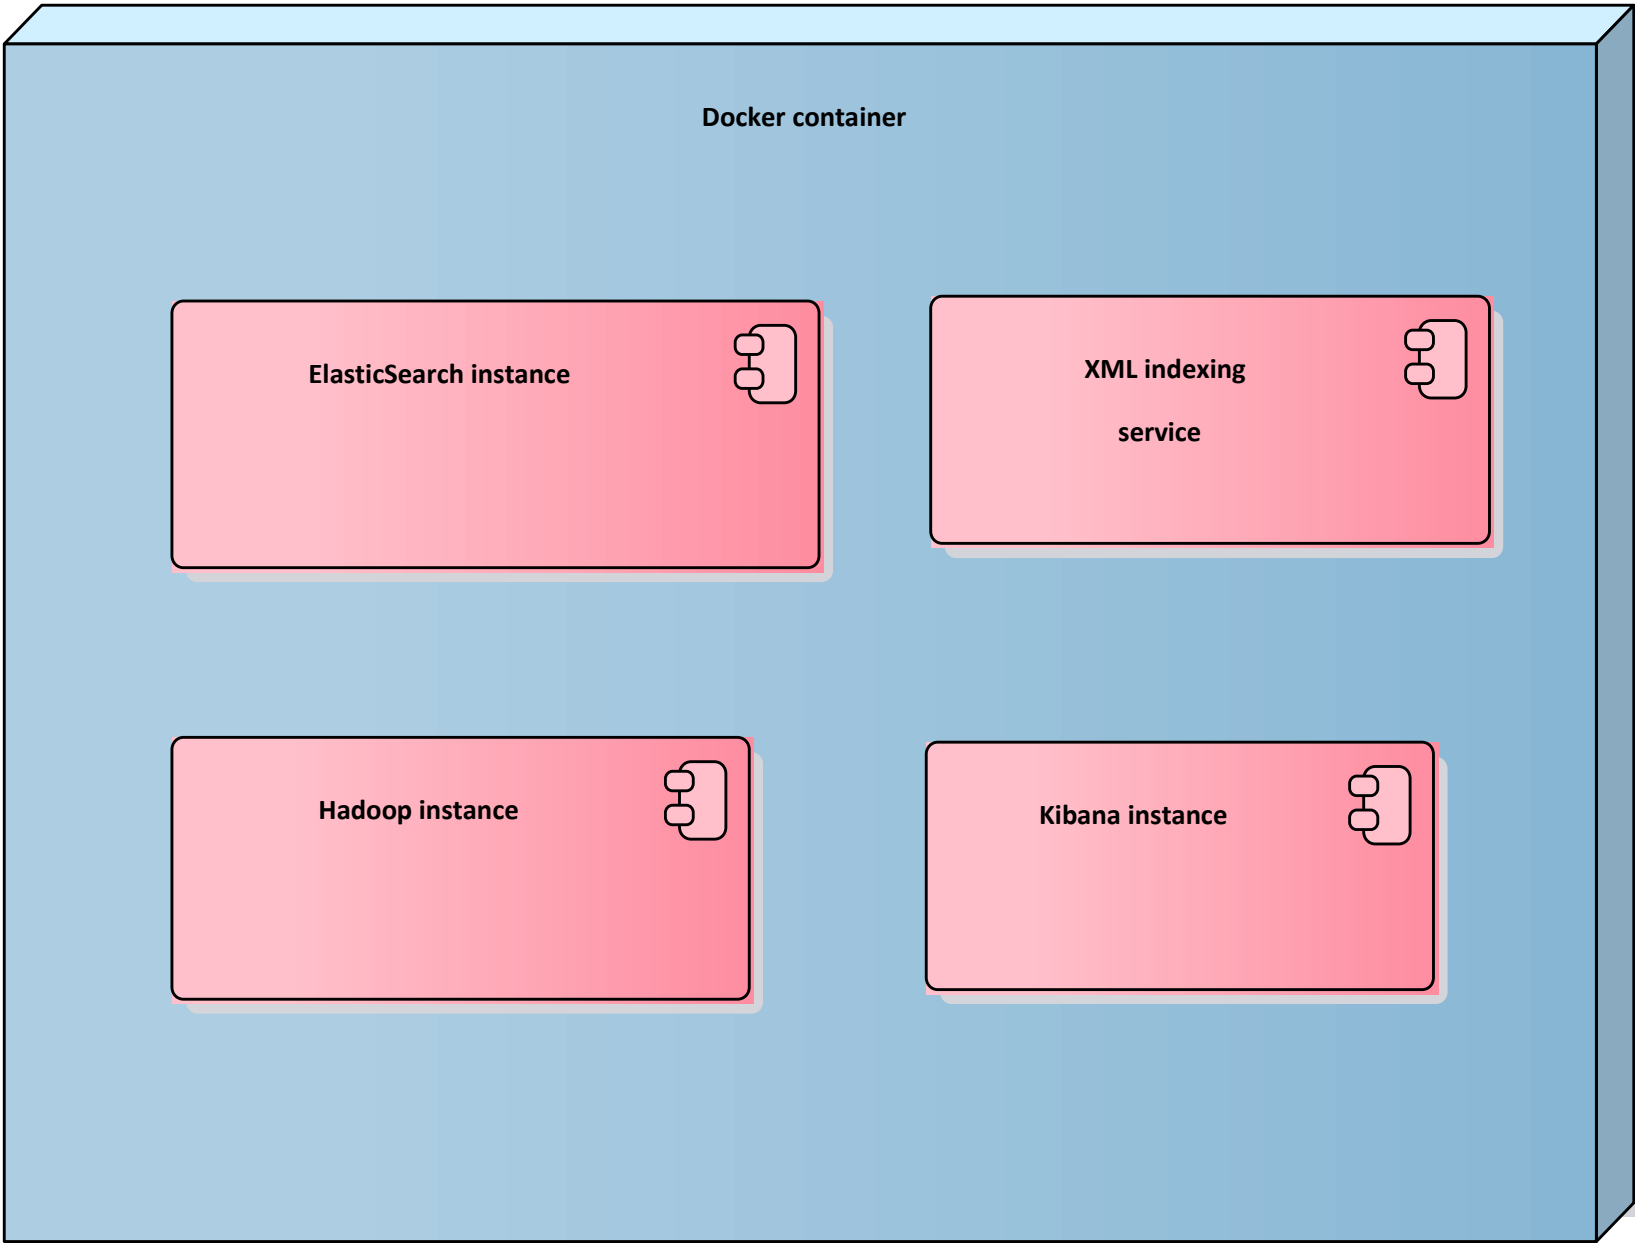 Docker container
ElasticSearch instance
XML indexing
service
Hadoop instance
Kibana instance